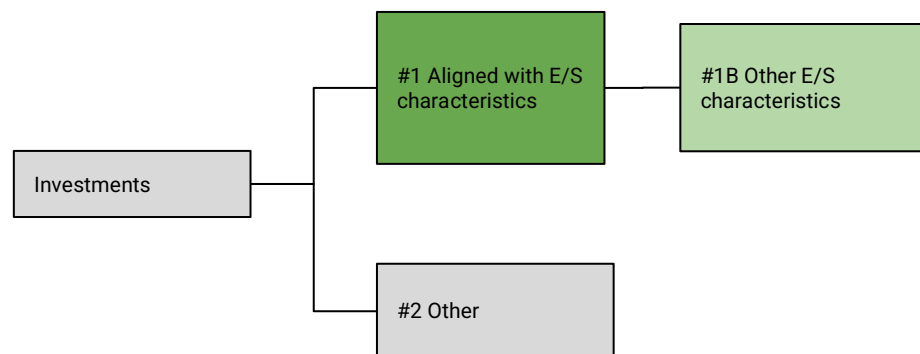 #1 Aligned with E/S
characteristics
#1B Other E/S
characteristics
Investments
#2 Other